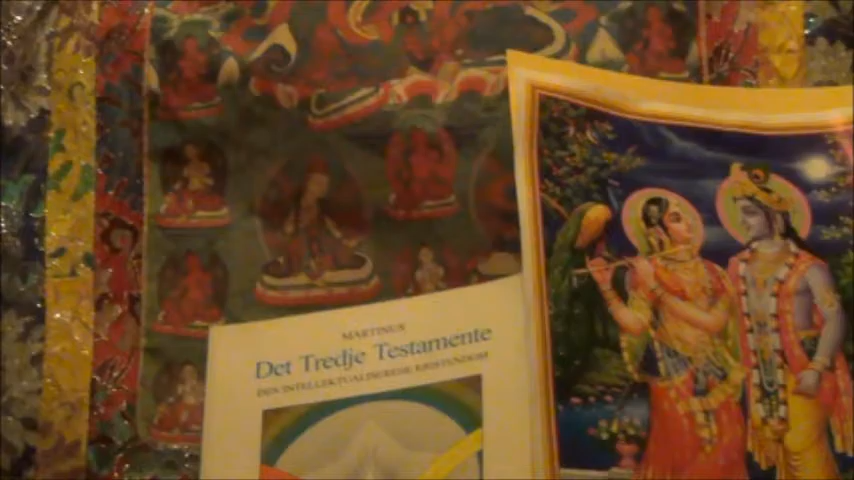 MARTINUS
Det Tredje Testamente
DEN INTELLEKTUALISEREDE KRISTENDOM